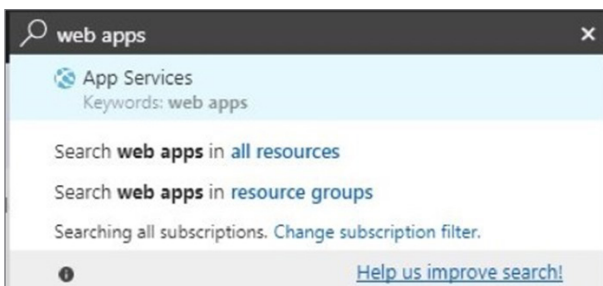 web apps
App Services
Keywords: web apps
Search web apps in all resources
Search web apps in resource groups
Searching all subscriptions. Change subscription filter.
Help us improve search!